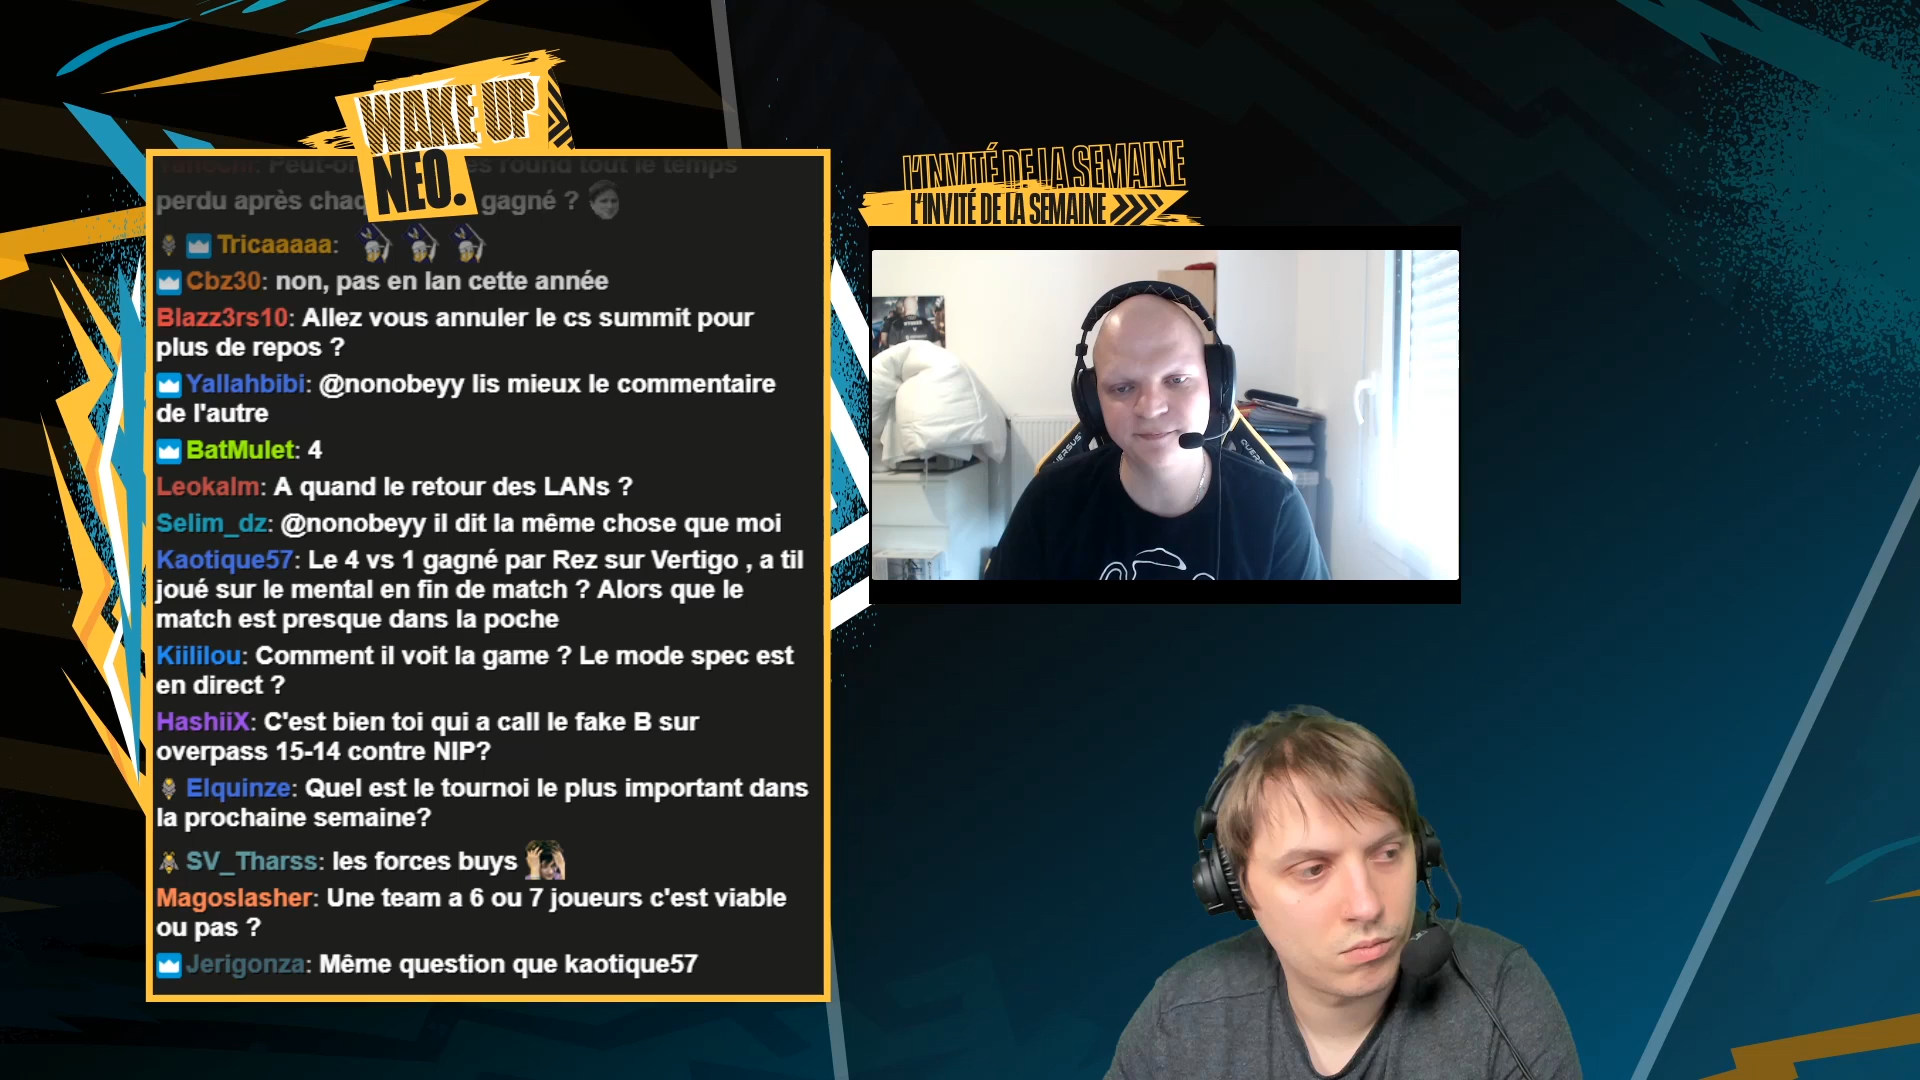 WAKE UP
NEO.
perdu après gagné ?
Tricaaaaa:
Cbz30: non, pas en lan cette année
Blazz3rs10: Allez vous annuler le cs summit pour
plus de repos ?
Yallahbibi: @nonobeyy lis mieux le commentaire
de l'autre
BatMulet: 4
Leokalm: A quand le retour des LANs ?
Selim_dz: @nonobeyy il dit la même chose que moi
Kaotique57: Le 4 vs 1 gagné par Rez sur Vertigo , a til
joué sur le mental en fin de match ? Alors que le
match est presque dans la poche
Kiililou: Comment il voit la game ? Le mode spec est
en direct ?
HashiiX: C'est bien toi qui a call le fake B sur
overpass 15-14 contre NIP?
Elquinze: Quel est le tournoi le plus important dans
la prochaine semaine?
SV_Tharss: les forces buys
Magoslasher: Une team a 6 ou 7 joueurs c'est viable
ou pas ?
Jerigonza: Même question que kaotique57
L'INVITÉ DE LA SEMAINE
L'INVITÉ DE LA SEMAINE